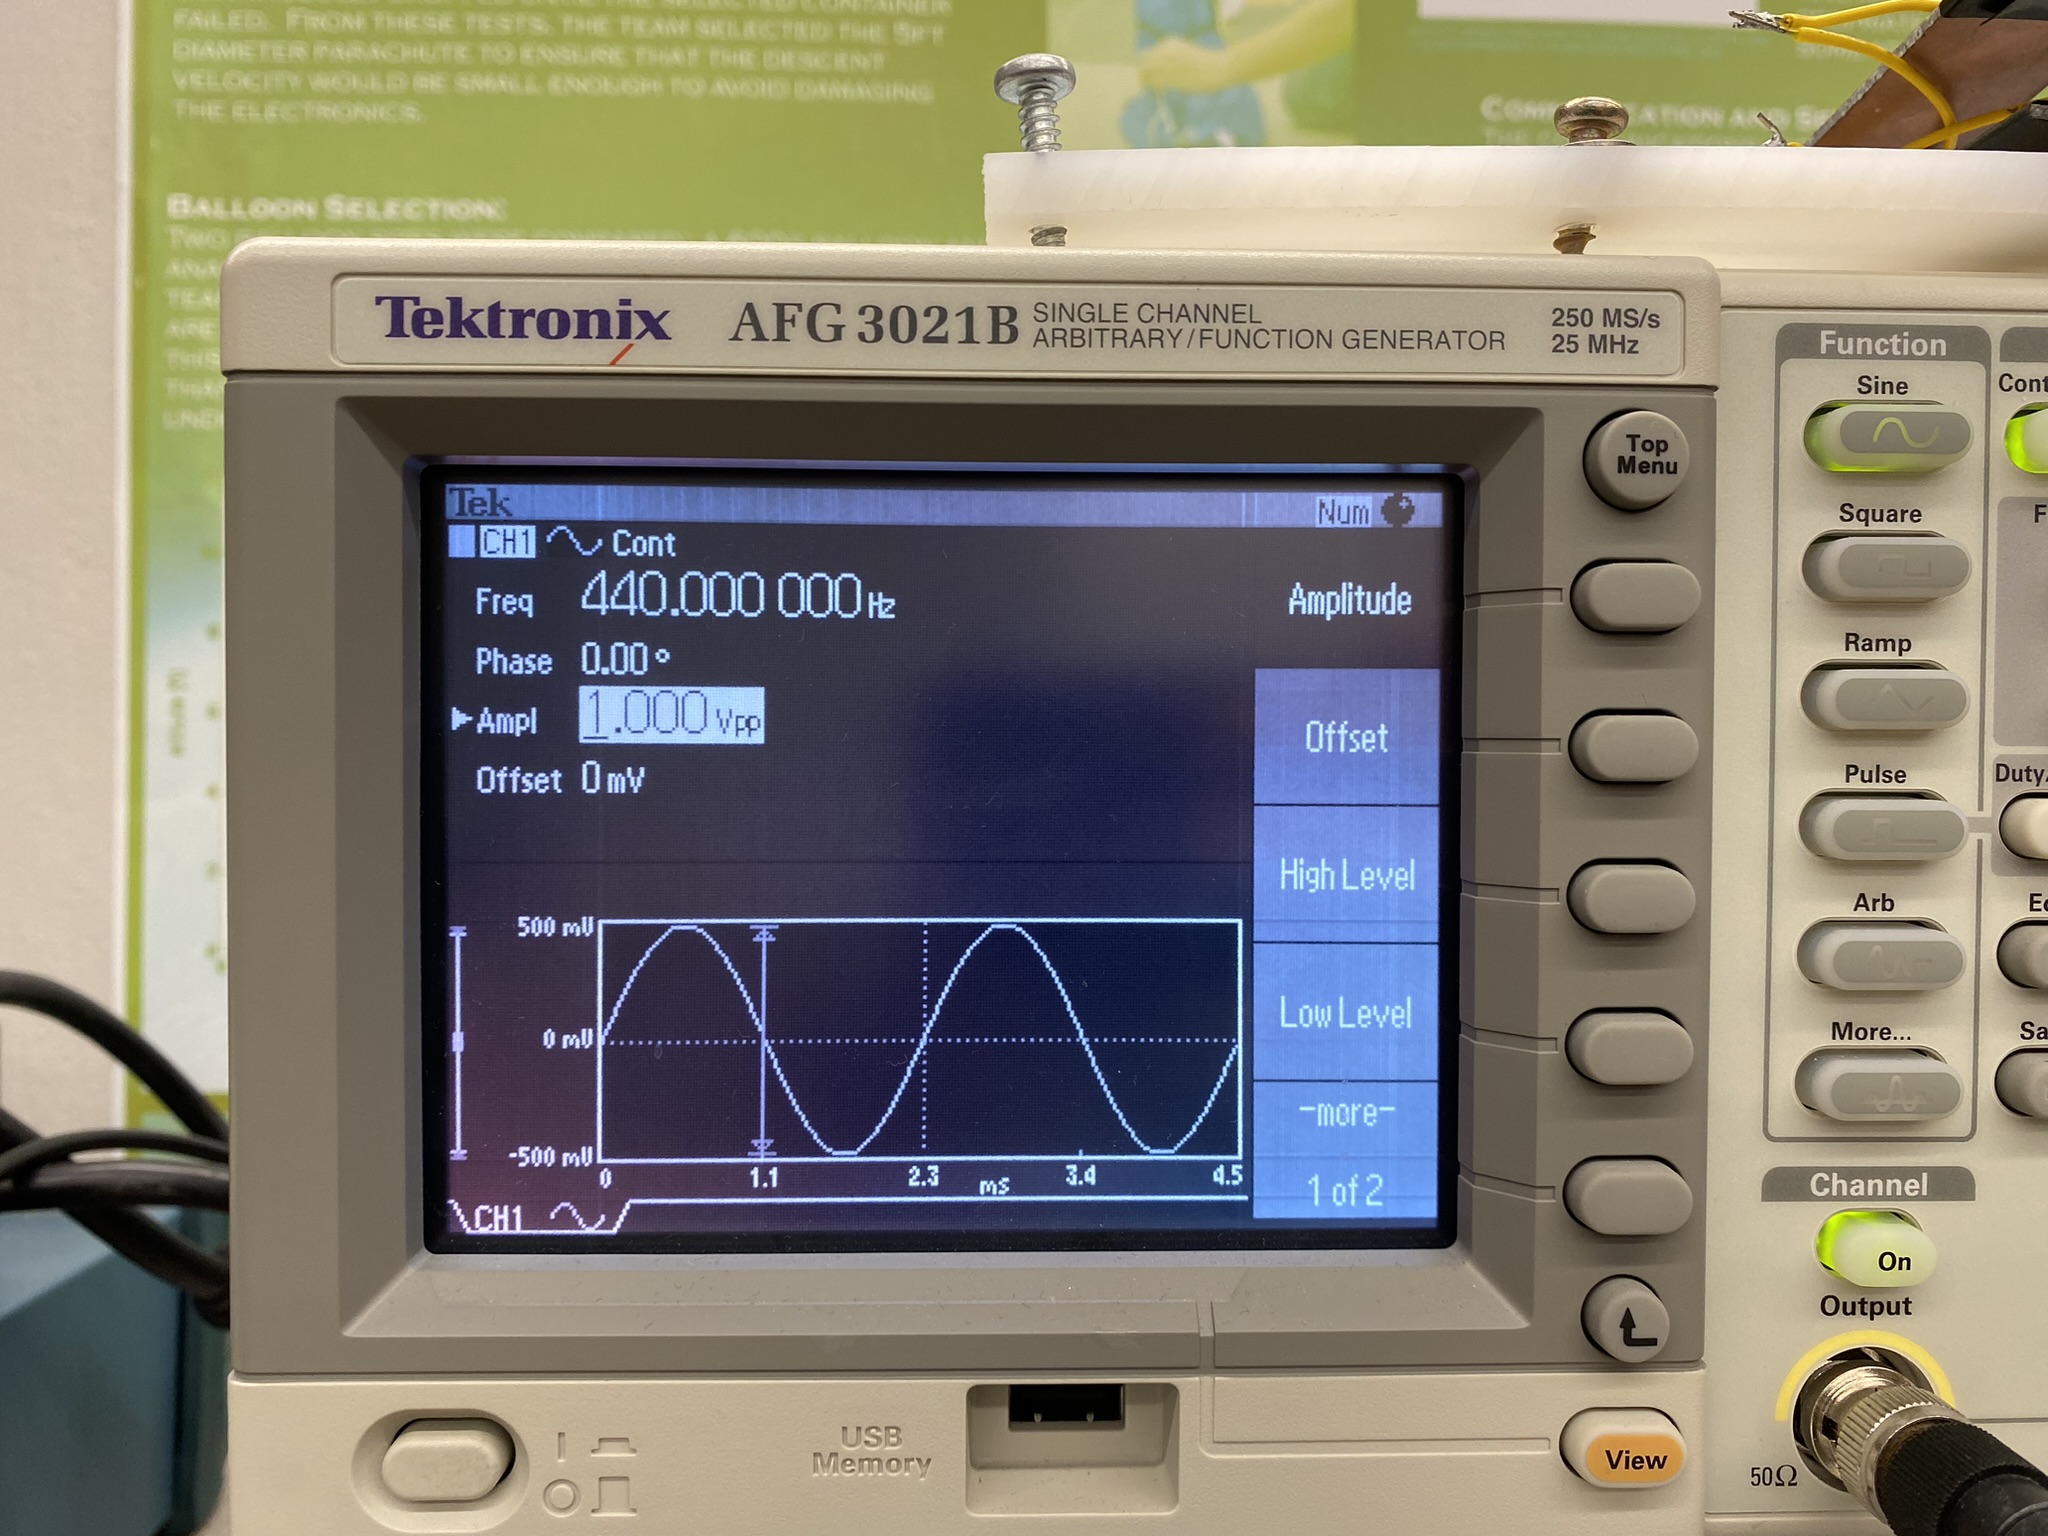 FAILED. FROM THESE TESTS, THE TEAM SELECTED THE 5FT
DIAMETER PARACHUTE TO ENSURE THAT THE DESCENT
VELOCITY WOULD BE SMALL ENOUGH TO AVOID DAMAGING
THE ELECTRONICS.
BALLOON SELECTION:
Tektronix
AFG 3021B
SINGLE CHANNEL
ARBITRARY/FUNCTION GENERATOR
250 MS/s
25 MHz
Function
Sine
Cont
Square
Ramp
Pulse
Duty/
Arb
More...
Top
Menu
Tek
Num
CH1 Cont
Freq 440.000 000 Hz
Phase 0.00 °
Ampl 1.000 Vpp
Offset 0 mV
Amplitude
Offset
High Level
Low Level
-more-
1 of 2
500 mV
0 mV
-500 mV
0 1.1 2.3 ms 3.4 4.5
CH1
Channel
On
Output
50Ω
USB
Memory
View